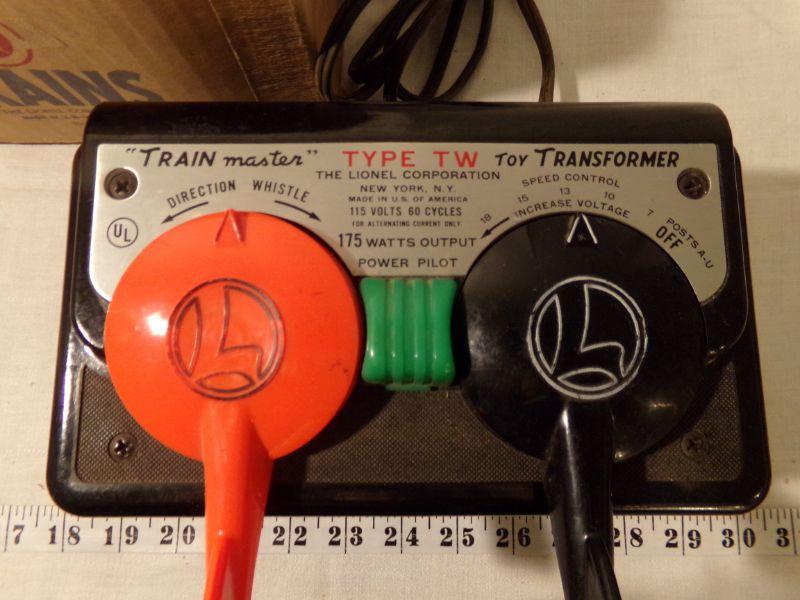 RAINS
"TRAIN master" TYPE TW TOY TRANSFORMER
THE LIONEL CORPORATION
NEW YORK, N.Y.
MADE IN U.S. OF AMERICA
115 VOLTS 60 CYCLES
FOR ALTERNATING CURRENT ONLY
175 WATTS OUTPUT
POWER PILOT
DIRECTION WHISTLE
UL
SPEED CONTROL
18 15 13 10 7
INCREASE VOLTAGE
OFF
POSTS A-U
L
L
7 18 19 20 22 23 24 25 26 28 29 30 3